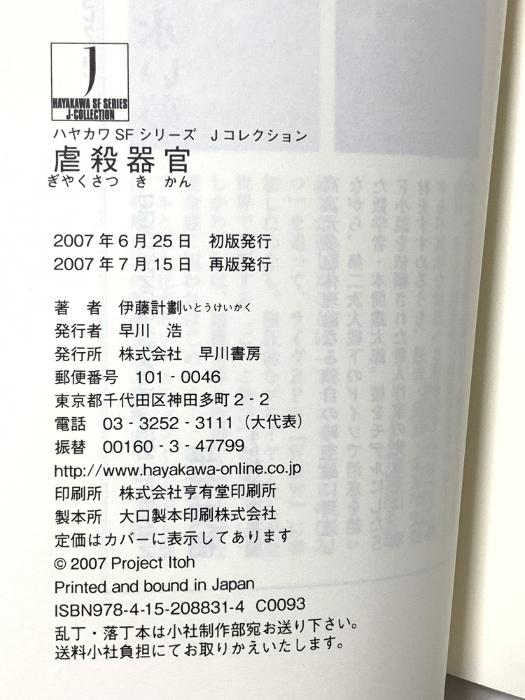 J
HAYAKAWA SF SERIES
J-COLLECTION
ハヤカワSFシリーズ Jコレクション
虐殺器官
ぎやくさつ き かん
2007年6月25日 初版発行
2007年7月15日 再版発行
著 者 伊藤計劃いとうけいかく
発行者 早川 浩
発行所 株式会社 早川書房
郵便番号 101-0046
東京都千代田区神田多町2-2
電話 03-3252-3111(大代表)
振替 00160-3-47799
http://www.hayakawa-online.co.jp
印刷所 株式会社亨有堂印刷所
製本所 大口製本印刷株式会社
定価はカバーに表示してあります
© 2007 Project Itoh
Printed and bound in Japan
ISBN978-4-15-208831-4 C0093
乱丁・落丁本は小社制作部宛お送り下さい。
送料小社負担にてお取りかえいたします。